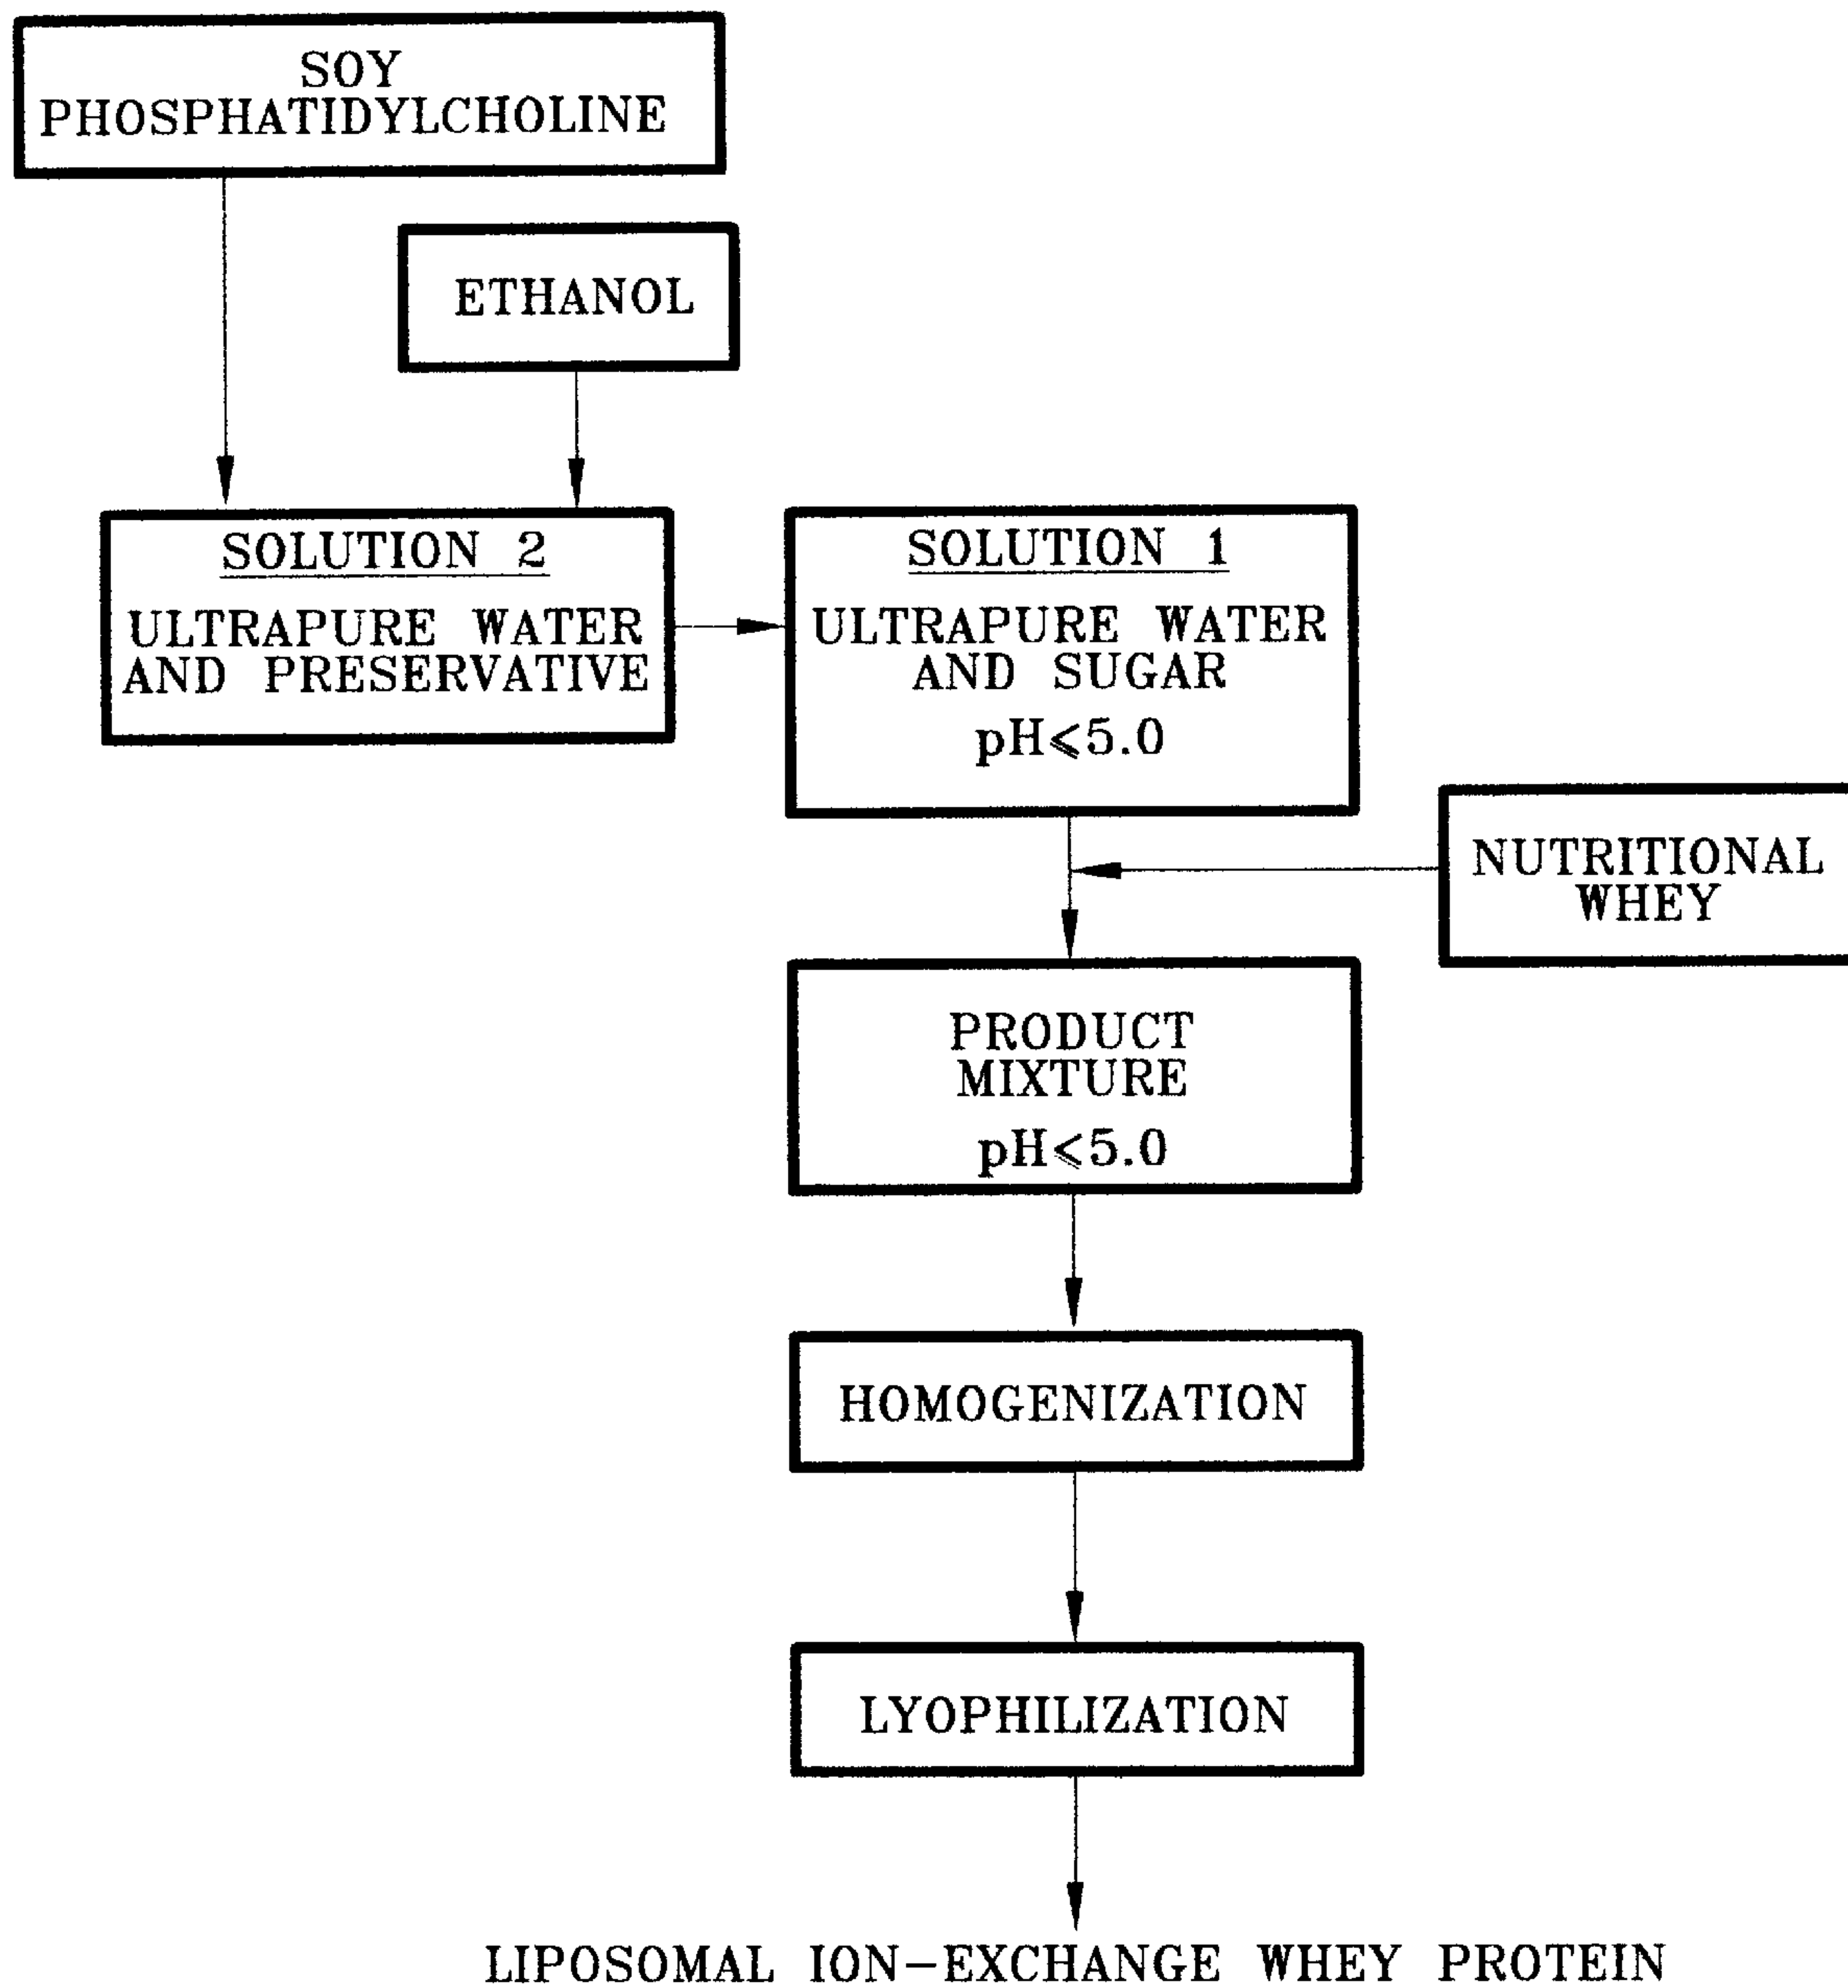 SOY
PHOSPHATIDYLCHOLINE
ETHANOL
SOLUTION 2
ULTRAPURE WATER
AND PRESERVATIVE
SOLUTION 1
ULTRAPURE WATER
AND SUGAR
pH⩽5.0
NUTRITIONAL
WHEY
PRODUCT
MIXTURE
pH⩽5.0
HOMOGENIZATION
LYOPHILIZATION
LIPOSOMAL ION-EXCHANGE WHEY PROTEIN